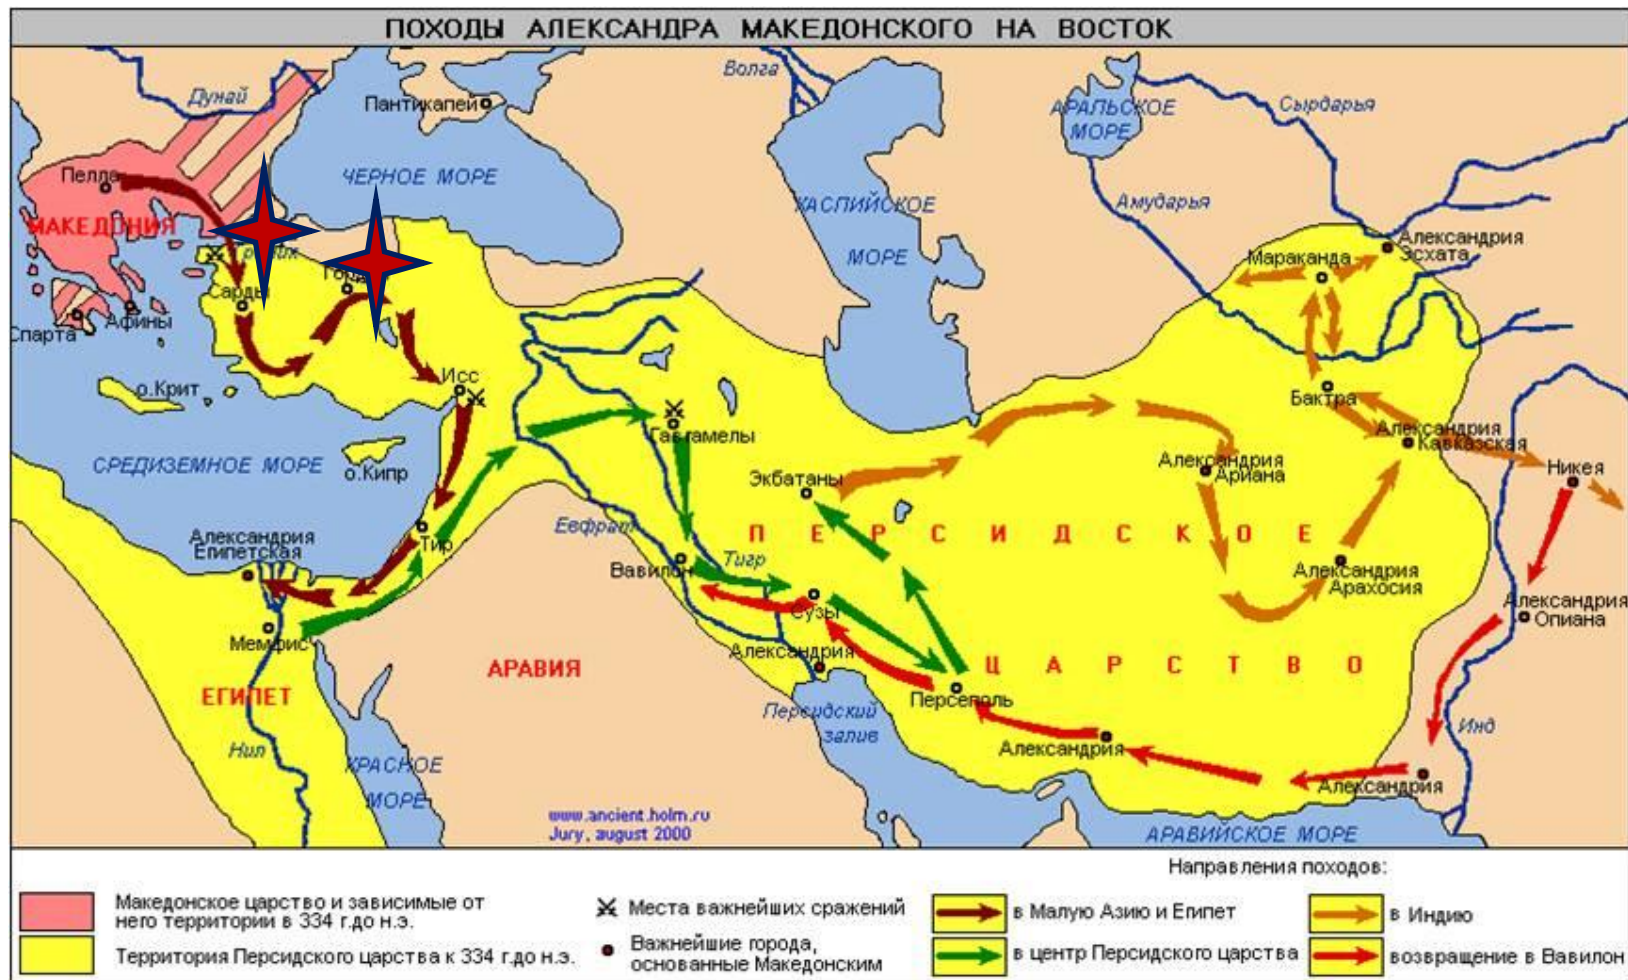 ПОХОДЫ АЛЕКСАНДРА МАКЕДОНСКОГО НА ВОСТОК
Волга
Дунай
Пантикапей
АРАЛЬСКОЕ
МОРЕ
Сырдарья
Пелла
ЧЕРНОЕ МОРЕ
КАСПИЙСКОЕ
МОРЕ
Амударья
МАКЕДОНИЯ
Александрия
Эсхата
Мараканда
Сарды
Спарта
Афины
о.Крит
Исс
Бактра
Гавгамелы
Александрия
Кавказская
СРЕДИЗЕМНОЕ МОРЕ
о.Кипр
Экбатаны
Александрия
Ариана
Никея
Александрия
Египетская
Тир
Евфрат
ПЕРСИДСКОЕ
Вавилон
Тигр
Александрия
Арахосия
Сузы
Александрия
Опиана
Мемфис
Александрия
АРАВИЯ
ЦАРСТВО
ЕГИПЕТ
Персеполь
Персидский
залив
Нил
Александрия
Инд
КРАСНОЕ
МОРЕ
Александрия
www.ancient.holm.ru
Jury, august 2000
АРАВИЙСКОЕ МОРЕ
Направления походов:
Македонское царство и зависимые от
него территории в 334 г.до н.э.
Места важнейших сражений
в Малую Азию и Египет
в Индию
Территория Персидского царства к 334 г.до н.э.
Важнейшие города,
основанные Македонским
в центр Персидского царства
возвращение в Вавилон